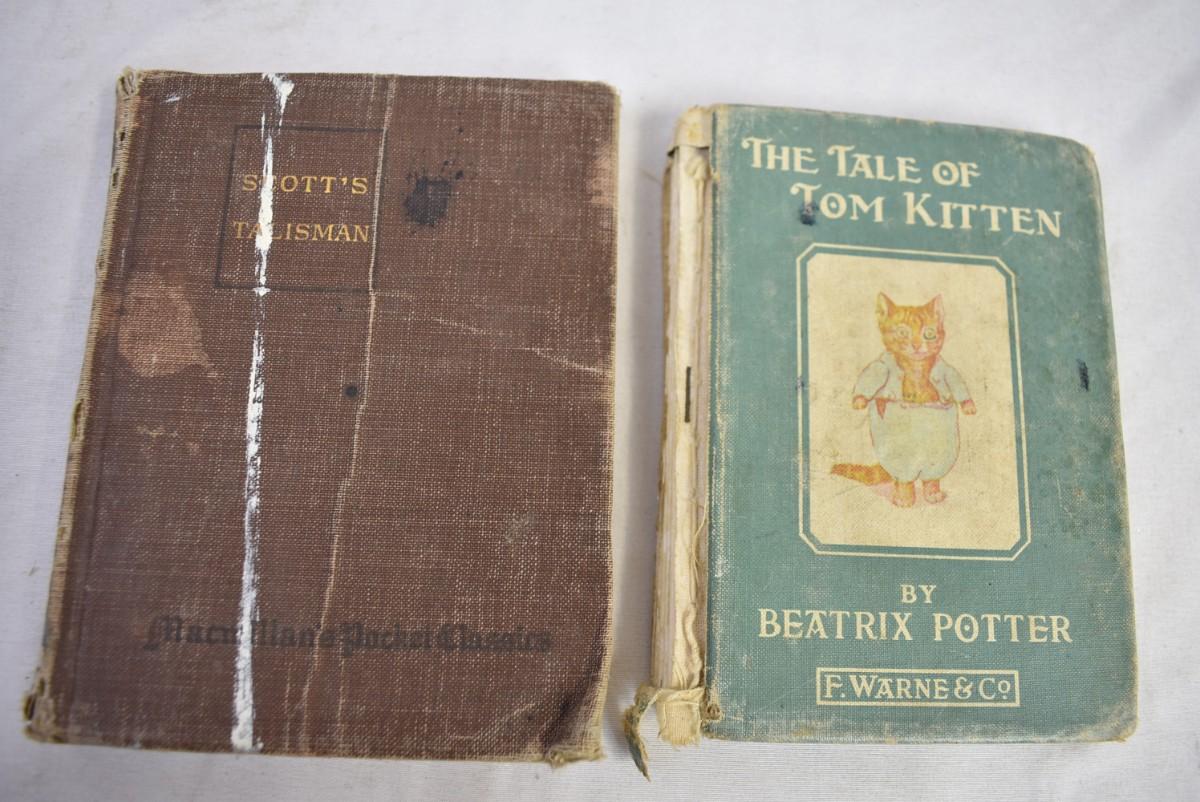 SCOTT'S
TALISMAN
Macmillan's Pocket Classics
THE TALE OF
TOM KITTEN
BY
BEATRIX POTTER
F. WARNE & Co